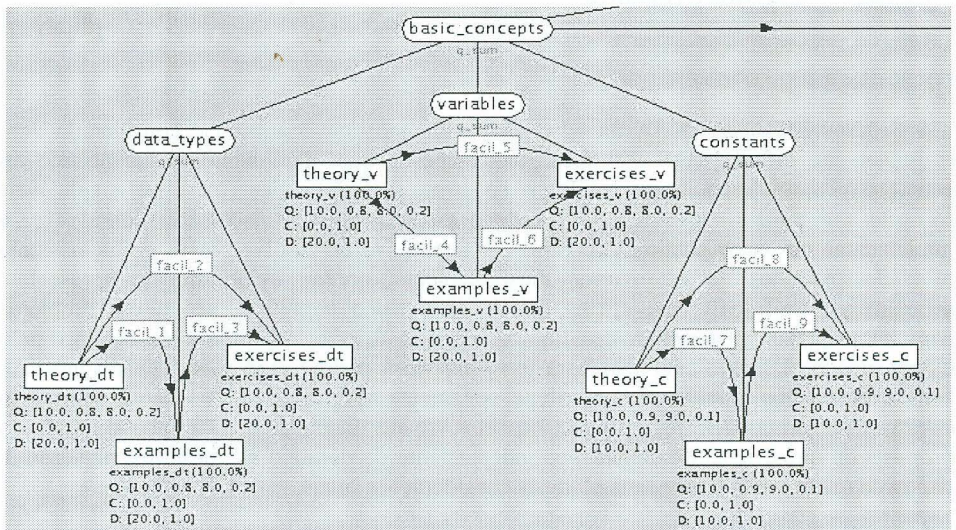 basic_concepts
q_sum
variables
q_sum
data_types
q_sum
constants
q_sum
facil_5
theory_v
theory_v (100.0%)
Q: [10.0, 0.8, 8.0, 0.2]
C: [0.0, 1.0]
D: [20.0, 1.0]
exercises_v
exercises_v (100.0%)
Q: [10.0, 0.8, 8.0, 0.2]
C: [0.0, 1.0]
D: [20.0, 1.0]
facil_4
facil_6
examples_v
examples_v (100.0%)
Q: [10.0, 0.8, 8.0, 0.2]
C: [0.0, 1.0]
D: [20.0, 1.0]
facil_2
facil_1
facil_3
theory_dt
theory_dt (100.0%)
Q: [10.0, 0.8, 8.0, 0.2]
C: [0.0, 1.0]
D: [20.0, 1.0]
exercises_dt
exercises_dt (100.0%)
Q: [10.0, 0.8, 8.0, 0.2]
C: [0.0, 1.0]
D: [20.0, 1.0]
examples_dt
examples_dt (100.0%)
Q: [10.0, 0.8, 8.0, 0.2]
C: [0.0, 1.0]
D: [20.0, 1.0]
facil_8
facil_7
facil_9
theory_c
theory_c (100.0%)
Q: [10.0, 0.9, 9.0, 0.1]
C: [0.0, 1.0]
D: [10.0, 1.0]
exercises_c
exercises_c (100.0%)
Q: [10.0, 0.9, 9.0, 0.1]
C: [0.0, 1.0]
D: [10.0, 1.0]
examples_c
examples_c (100.0%)
Q: [10.0, 0.9, 9.0, 0.1]
C: [0.0, 1.0]
D: [10.0, 1.0]